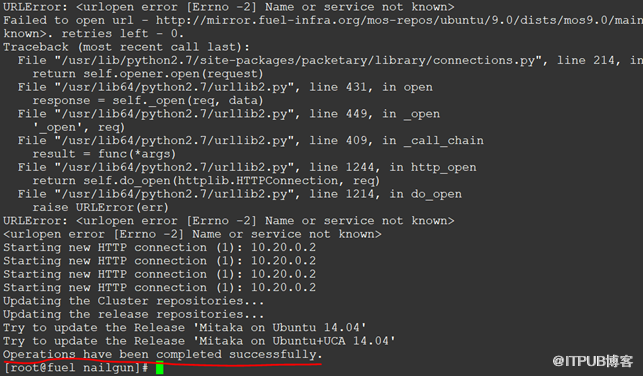 URLError: <urlopen error [Errno -2] Name or service not known>
Failed to open url - http://mirror.fuel-infra.org/mos-repos/ubuntu/9.0/dists/mos9.0/main
known>. retries left - 0.
Traceback (most recent call last):
  File "/usr/lib/python2.7/site-packages/packetary/library/connections.py", line 214, in
    return self.opener.open(request)
  File "/usr/lib64/python2.7/urllib2.py", line 431, in open
    response = self._open(req, data)
  File "/usr/lib64/python2.7/urllib2.py", line 449, in _open
    '_open', req)
  File "/usr/lib64/python2.7/urllib2.py", line 409, in _call_chain
    result = func(*args)
  File "/usr/lib64/python2.7/urllib2.py", line 1244, in http_open
    return self.do_open(httplib.HTTPConnection, req)
  File "/usr/lib64/python2.7/urllib2.py", line 1214, in do_open
    raise URLError(err)
URLError: <urlopen error [Errno -2] Name or service not known>
<urlopen error [Errno -2] Name or service not known>
Starting new HTTP connection (1): 10.20.0.2
Starting new HTTP connection (1): 10.20.0.2
Starting new HTTP connection (1): 10.20.0.2
Starting new HTTP connection (1): 10.20.0.2
Updating the Cluster repositories...
Updating the release repositories...
Try to update the Release 'Mitaka on Ubuntu 14.04'
Try to update the Release 'Mitaka on Ubuntu+UCA 14.04'
Operations have been completed successfully.
[root@fuel nailgun]#
@ITPUB博客